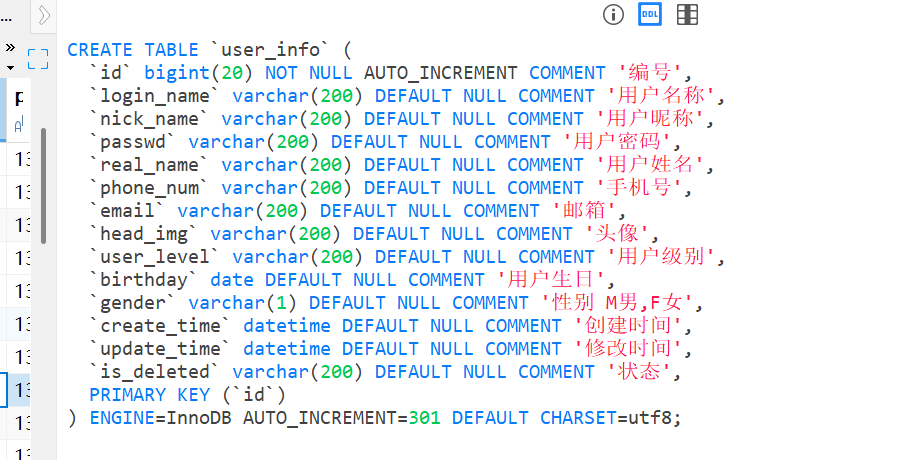 ...
»
CREATE TABLE `user_info` (
`id` bigint(20) NOT NULL AUTO_INCREMENT COMMENT '编号',
`login_name` varchar(200) DEFAULT NULL COMMENT '用户名称',
`nick_name` varchar(200) DEFAULT NULL COMMENT '用户昵称',
`passwd` varchar(200) DEFAULT NULL COMMENT '用户密码',
`real_name` varchar(200) DEFAULT NULL COMMENT '用户姓名',
`phone_num` varchar(200) DEFAULT NULL COMMENT '手机号',
`email` varchar(200) DEFAULT NULL COMMENT '邮箱',
`head_img` varchar(200) DEFAULT NULL COMMENT '头像',
`user_level` varchar(200) DEFAULT NULL COMMENT '用户级别',
`birthday` date DEFAULT NULL COMMENT '用户生日',
`gender` varchar(1) DEFAULT NULL COMMENT '性别 M男,F女',
`create_time` datetime DEFAULT NULL COMMENT '创建时间',
`update_time` datetime DEFAULT NULL COMMENT '修改时间',
`is_deleted` varchar(200) DEFAULT NULL COMMENT '状态',
PRIMARY KEY (`id`)
) ENGINE=InnoDB AUTO_INCREMENT=301 DEFAULT CHARSET=utf8;
DDL